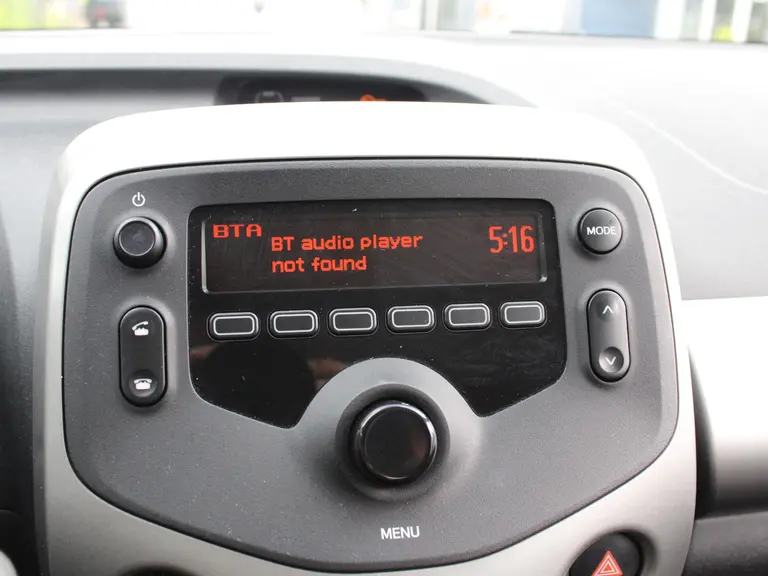 BTA
BT audio player
not found
5:16
MODE
MENU